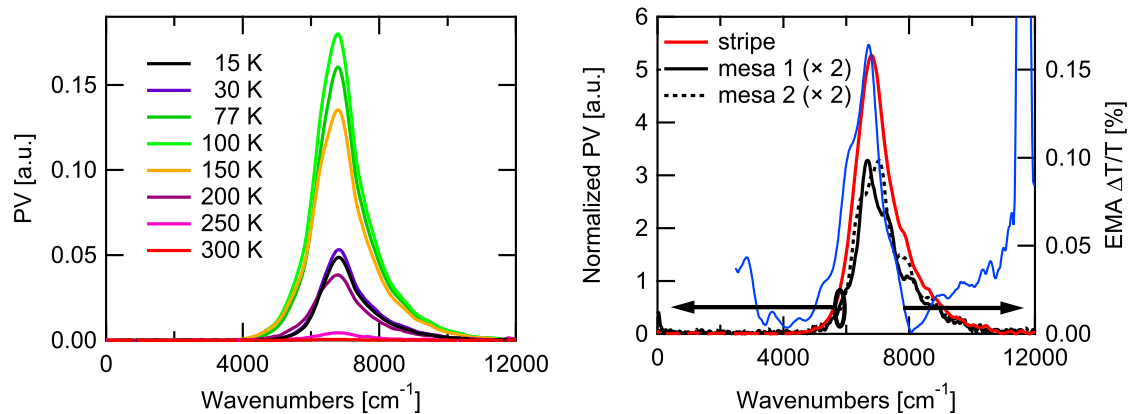 PV [a.u.]
0.15
0.10
0.05
0.00
15 K
30 K
77 K
100 K
150 K
200 K
250 K
300 K
0
4000
8000
12000
Wavenumbers [cm⁻¹]
Normalized PV [a.u.]
6
5
4
3
2
1
0
stripe
mesa 1 (× 2)
mesa 2 (× 2)
0.15
0.10
0.05
0.00
EMA ΔT/T [%]
0
4000
8000
12000
Wavenumbers [cm⁻¹]